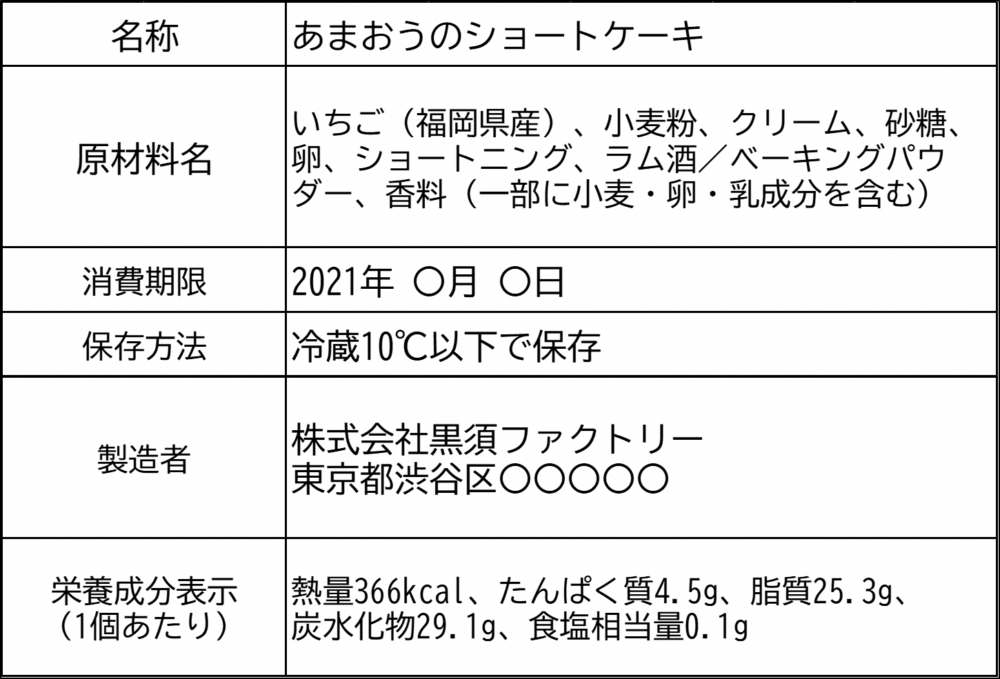 名称
あまおうのショートケーキ
原材料名
いちご（福岡県産）、小麦粉、クリーム、砂糖、
卵、ショートニング、ラム酒／ベーキングパウ
ダー、香料（一部に小麦・卵・乳成分を含む）
消費期限
2021年 〇月 〇日
保存方法
冷蔵10℃以下で保存
製造者
株式会社黒須ファクトリー
東京都渋谷区〇〇〇〇〇
栄養成分表示
（1個あたり）
熱量366kcal、たんぱく質4.5g、脂質25.3g、
炭水化物29.1g、食塩相当量0.1g